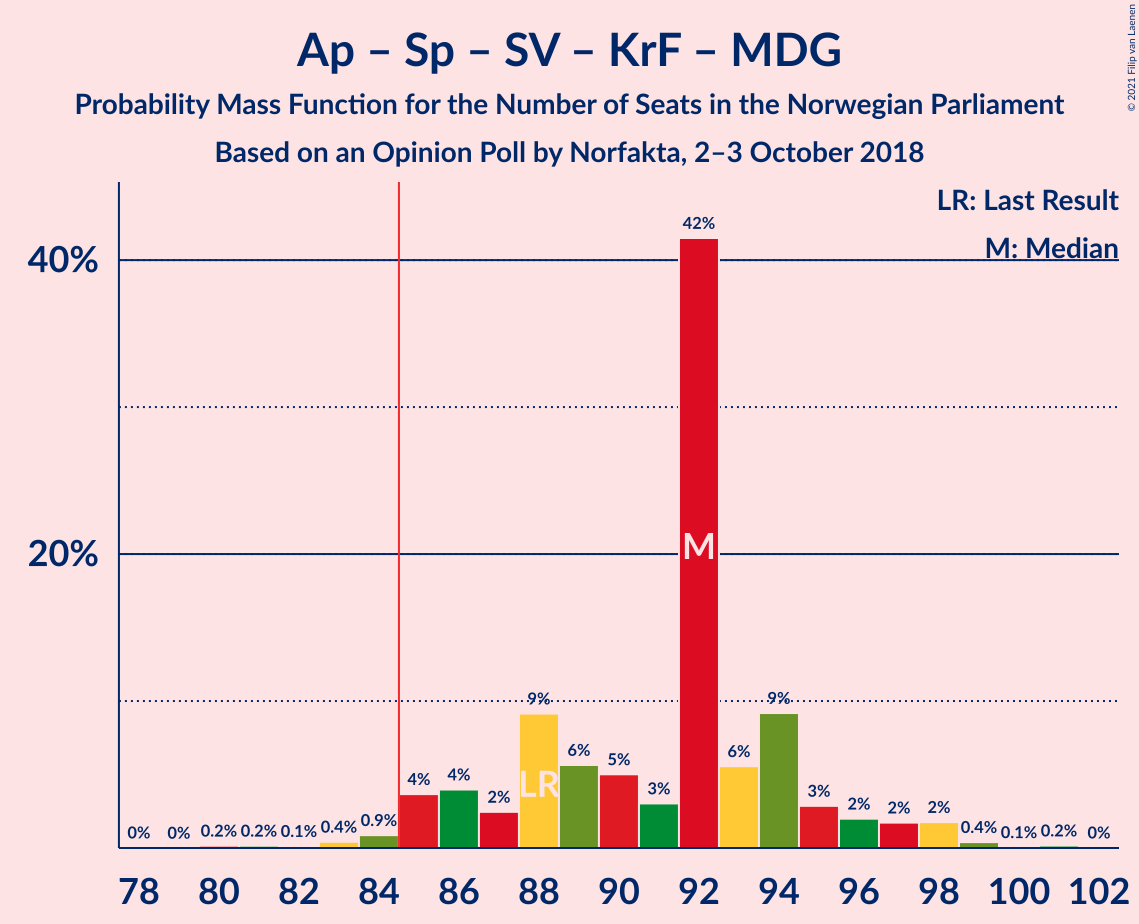 Ap – Sp – SV – KrF – MDG
Probability Mass Function for the Number of Seats in the Norwegian Parliament
Based on an Opinion Poll by Norfakta, 2–3 October 2018
© 2021 Filip van Laenen
LR: Last Result
M: Median
40%
20%
0% 0% 0.2% 0.2% 0.1% 0.4% 0.9% 4% 4% 2% 9% 6% 5% 3% 42% 6% 9% 3% 2% 2% 2% 0.4% 0.1% 0.2% 0%
LR
M
78 80 82 84 86 88 90 92 94 96 98 100 102